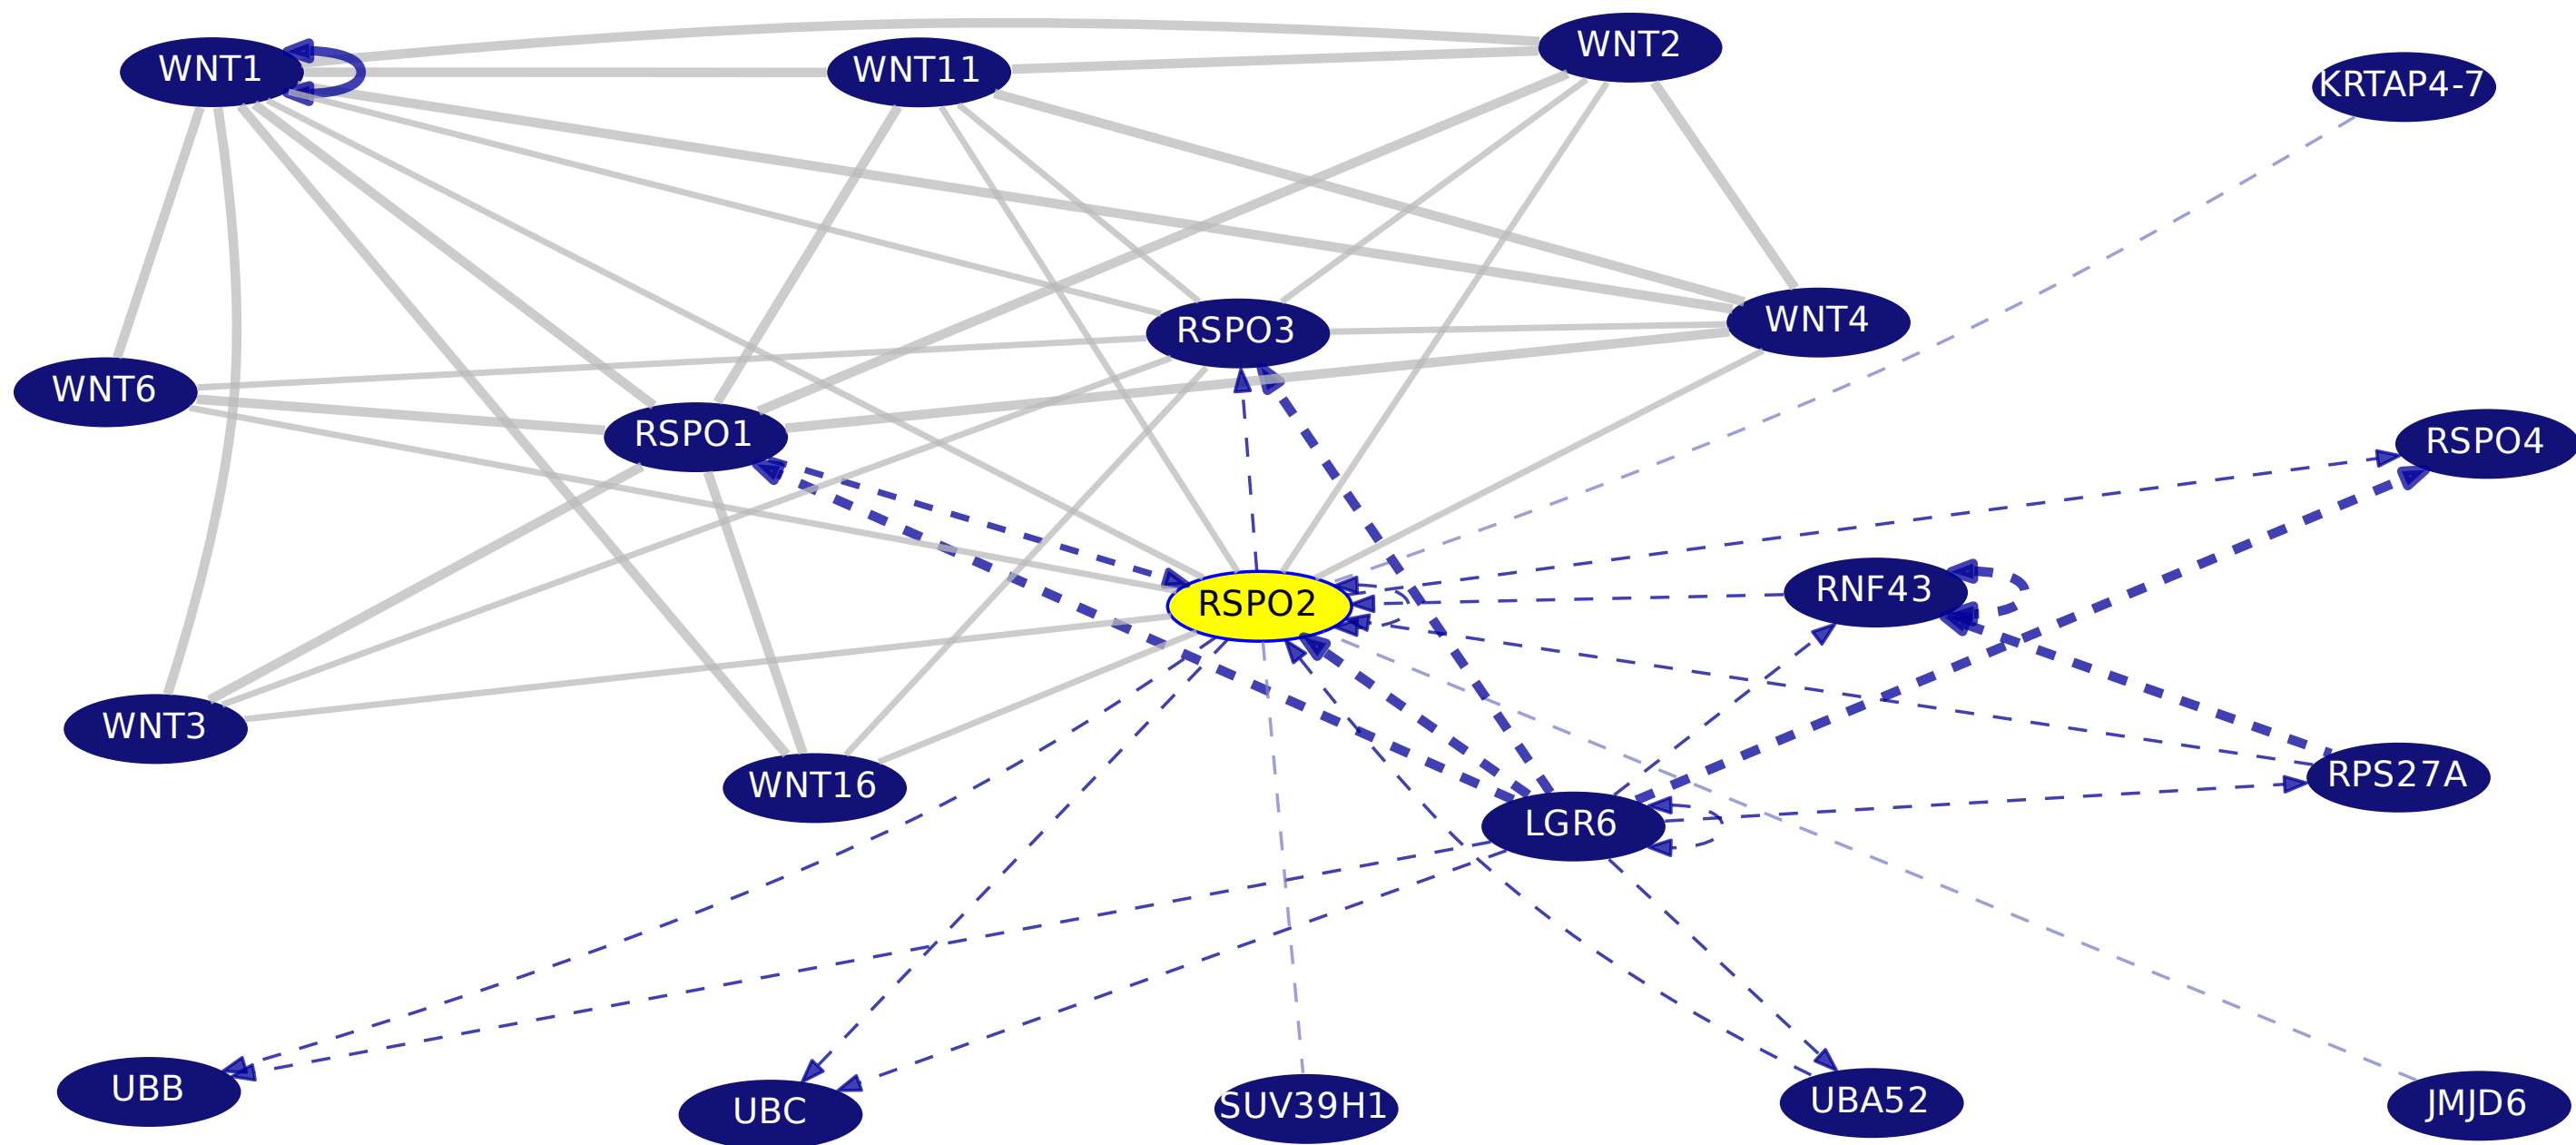 WNT1
WNT11
WNT2
KRTAP4-7
WNT6
RSPO1
RSPO3
WNT4
RSPO4
RSPO2
RNF43
WNT3
WNT16
LGR6
RPS27A
UBB
UBC
SUV39H1
UBA52
JMJD6